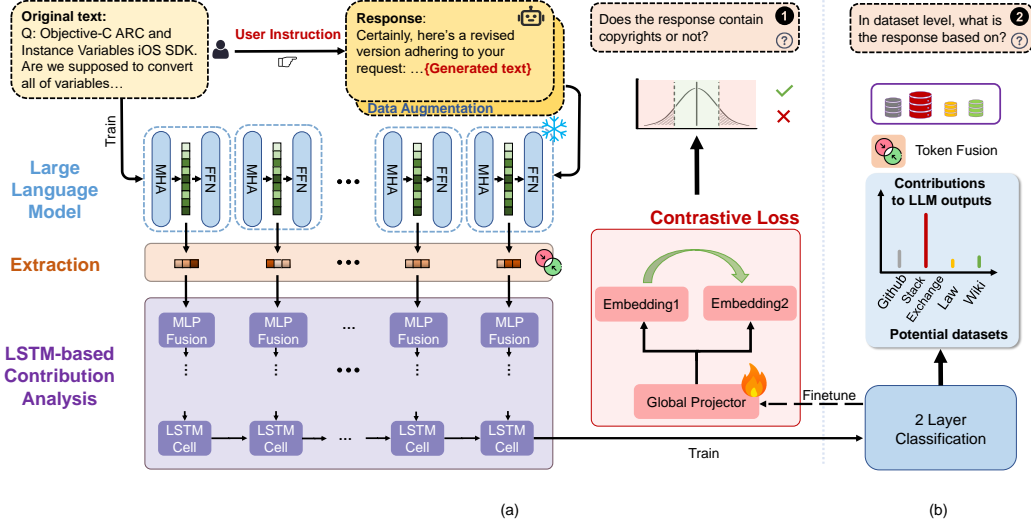 Original text:
Q: Objective-C ARC and
Instance Variables iOS SDK.
Are we supposed to convert
all of variables…
User Instruction
Response:
Certainly, here's a revised
version adhering to your
request: …{Generated text}
Data Augmentation
Does the response contain
copyrights or not?
1
?
In dataset level, what is
the response based on?
2
?
Train
Large
Language
Model
MHA
FFN
MHA
FFN
MHA
FFN
MHA
FFN
Token Fusion
Contributions
to LLM outputs
Github
Stack
Exchange
Law
Wiki
Potential datasets
Extraction
Contrastive Loss
Embedding1
Embedding2
Global Projector
LSTM-based
Contribution
Analysis
MLP
Fusion
MLP
Fusion
...
MLP
Fusion
MLP
Fusion
LSTM
Cell
LSTM
Cell
...
LSTM
Cell
LSTM
Cell
Train
Finetune
2 Layer
Classification
(a)
(b)